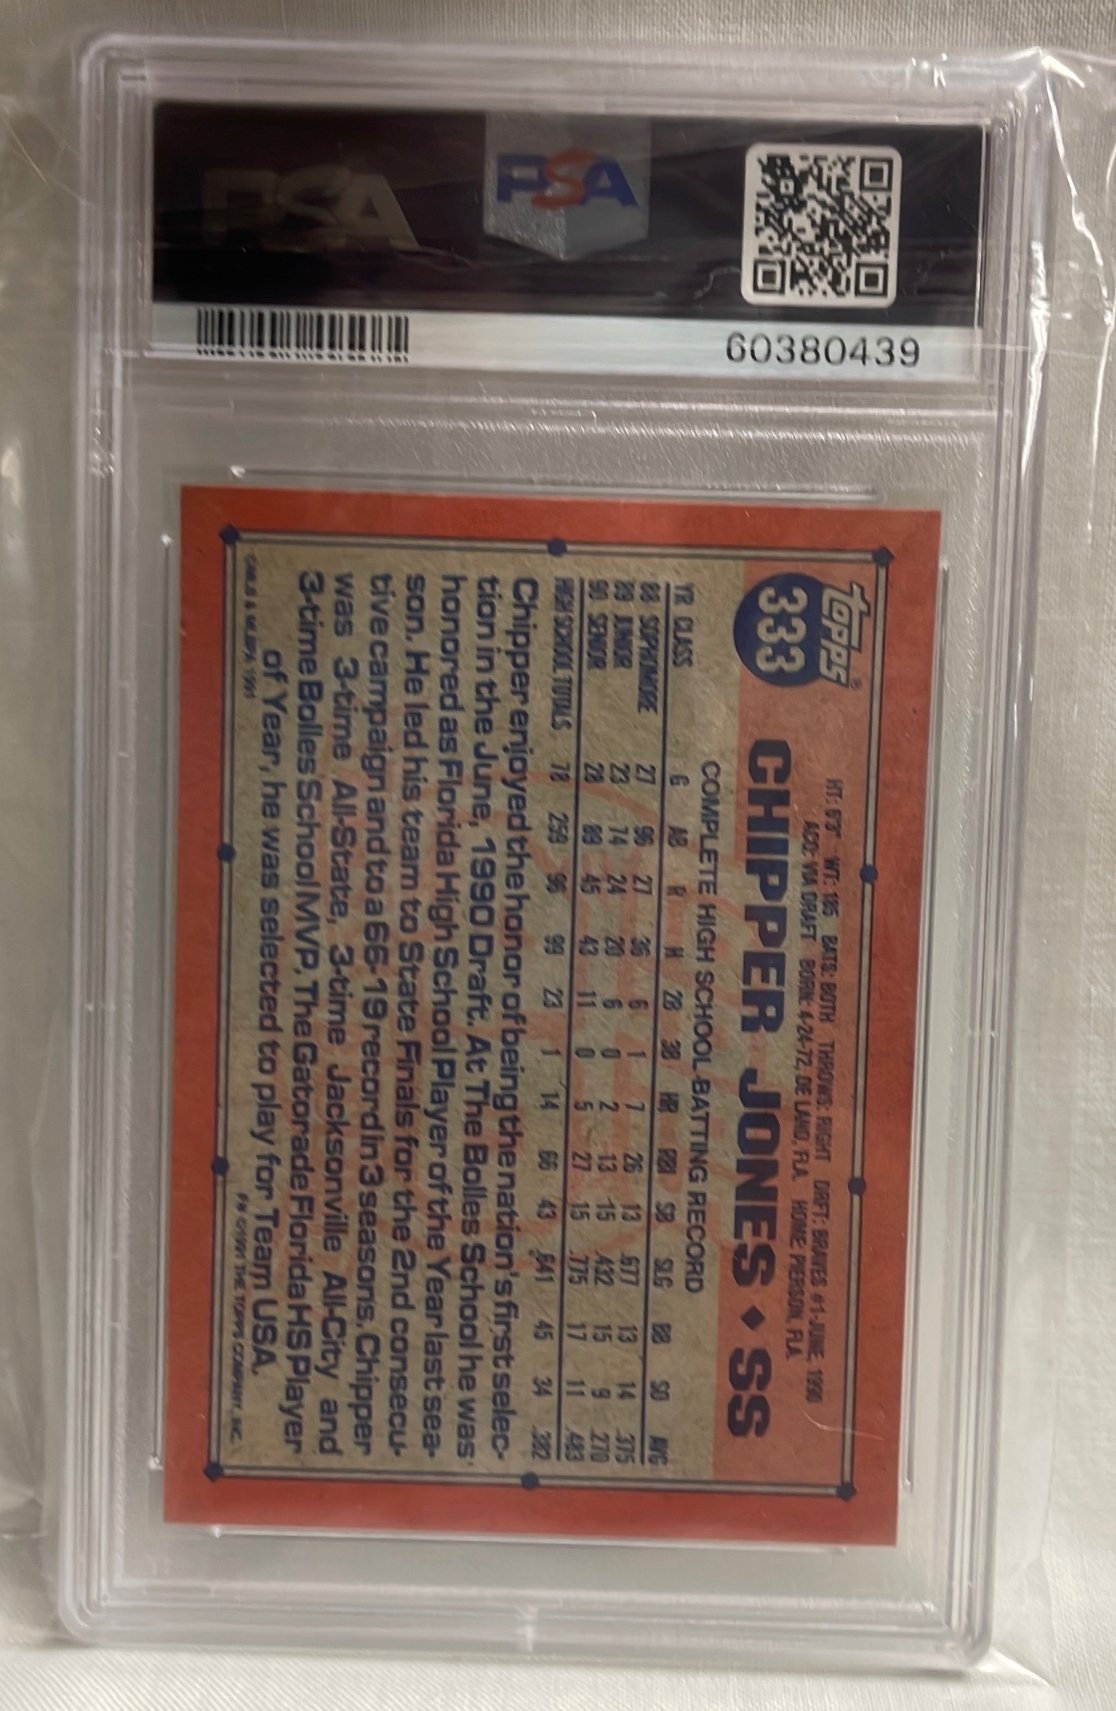 PSA
PSA
60380439
topps®
333
HT: 6'3" WT: 185 BATS: BOTH THROWS: RIGHT DRFT: BRAVES #1-JUNE, 1990
ACQ: VIA DRAFT BORN: 4-24-72, DE LAND, FLA. HOME: PIERSON, FLA.
CHIPPER JONES ◆ SS
COMPLETE HIGH SCHOOL BATTING RECORD
YR CLASS G AB R H 2B 3B HR RBI SB SLG BB SO AVG
88 SOPHOMORE 27 96 27 36 6 1 7 26 13 .677 13 14 .375
89 JUNIOR 23 74 24 20 6 0 2 13 15 .432 15 9 .270
90 SENIOR 28 89 45 43 11 0 5 27 15 .775 17 11 .483
HIGH SCHOOL TOTALS 78 259 96 99 23 1 14 66 43 .641 45 34 .382
Chipper enjoyed the honor of being the nation's first selec-
tion in the June, 1990 Draft. At The Bolles School he was
honored as Florida High School Player of the Year last sea-
son. He led his team to State Finals for the 2nd consecu-
tive campaign and to a 66-19 record in 3 seasons. Chipper
was 3-time All-State, 3-time Jacksonville All-City and
3-time Bolles School MVP. The Gatorade Florida HS Player
of Year, he was selected to play for Team USA.
©MLB & MLBPA 1991
F* ©1991 THE TOPPS COMPANY, INC.